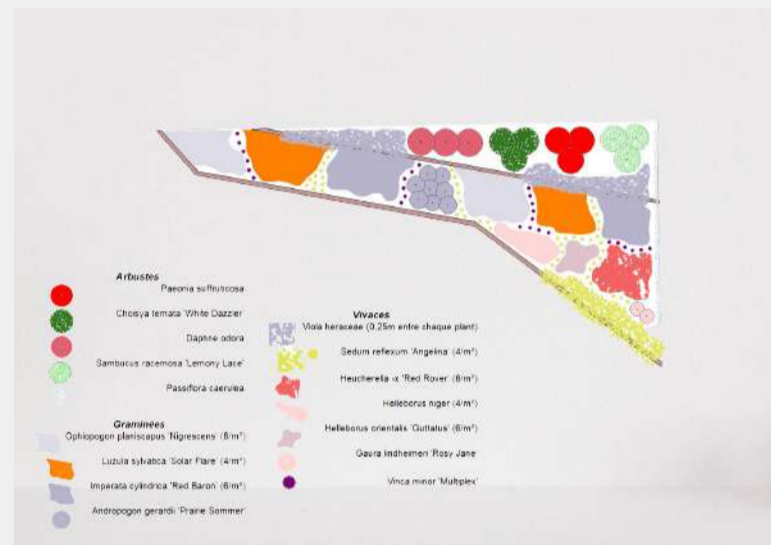 Arbustes
Paeonia suffruticosa
Choisya ternata 'White Dazzler'
Daphne odora
Sambucus racemosa 'Lemony Lace'
Passiflora caerulea
Graminées
Ophiopogon planiscapus 'Nigrescens' (8/m²)
Luzula sylvatica 'Solar Flare' (4/m²)
Imperata cylindrica 'Red Baron' (6/m²)
Andropogon gerardii 'Prairie Sommer'
Vivaces
Viola heraceae (0,25m entre chaque plant)
Sedum reflexum 'Angelina' (4/m²)
Heucherella x 'Red Rover' (8/m²)
Helleborus niger (4/m²)
Helleborus orientalis 'Guttatus' (6/m²)
Gaura lindheimeri 'Rosy Jane'
Vinca minor 'Multiplex'